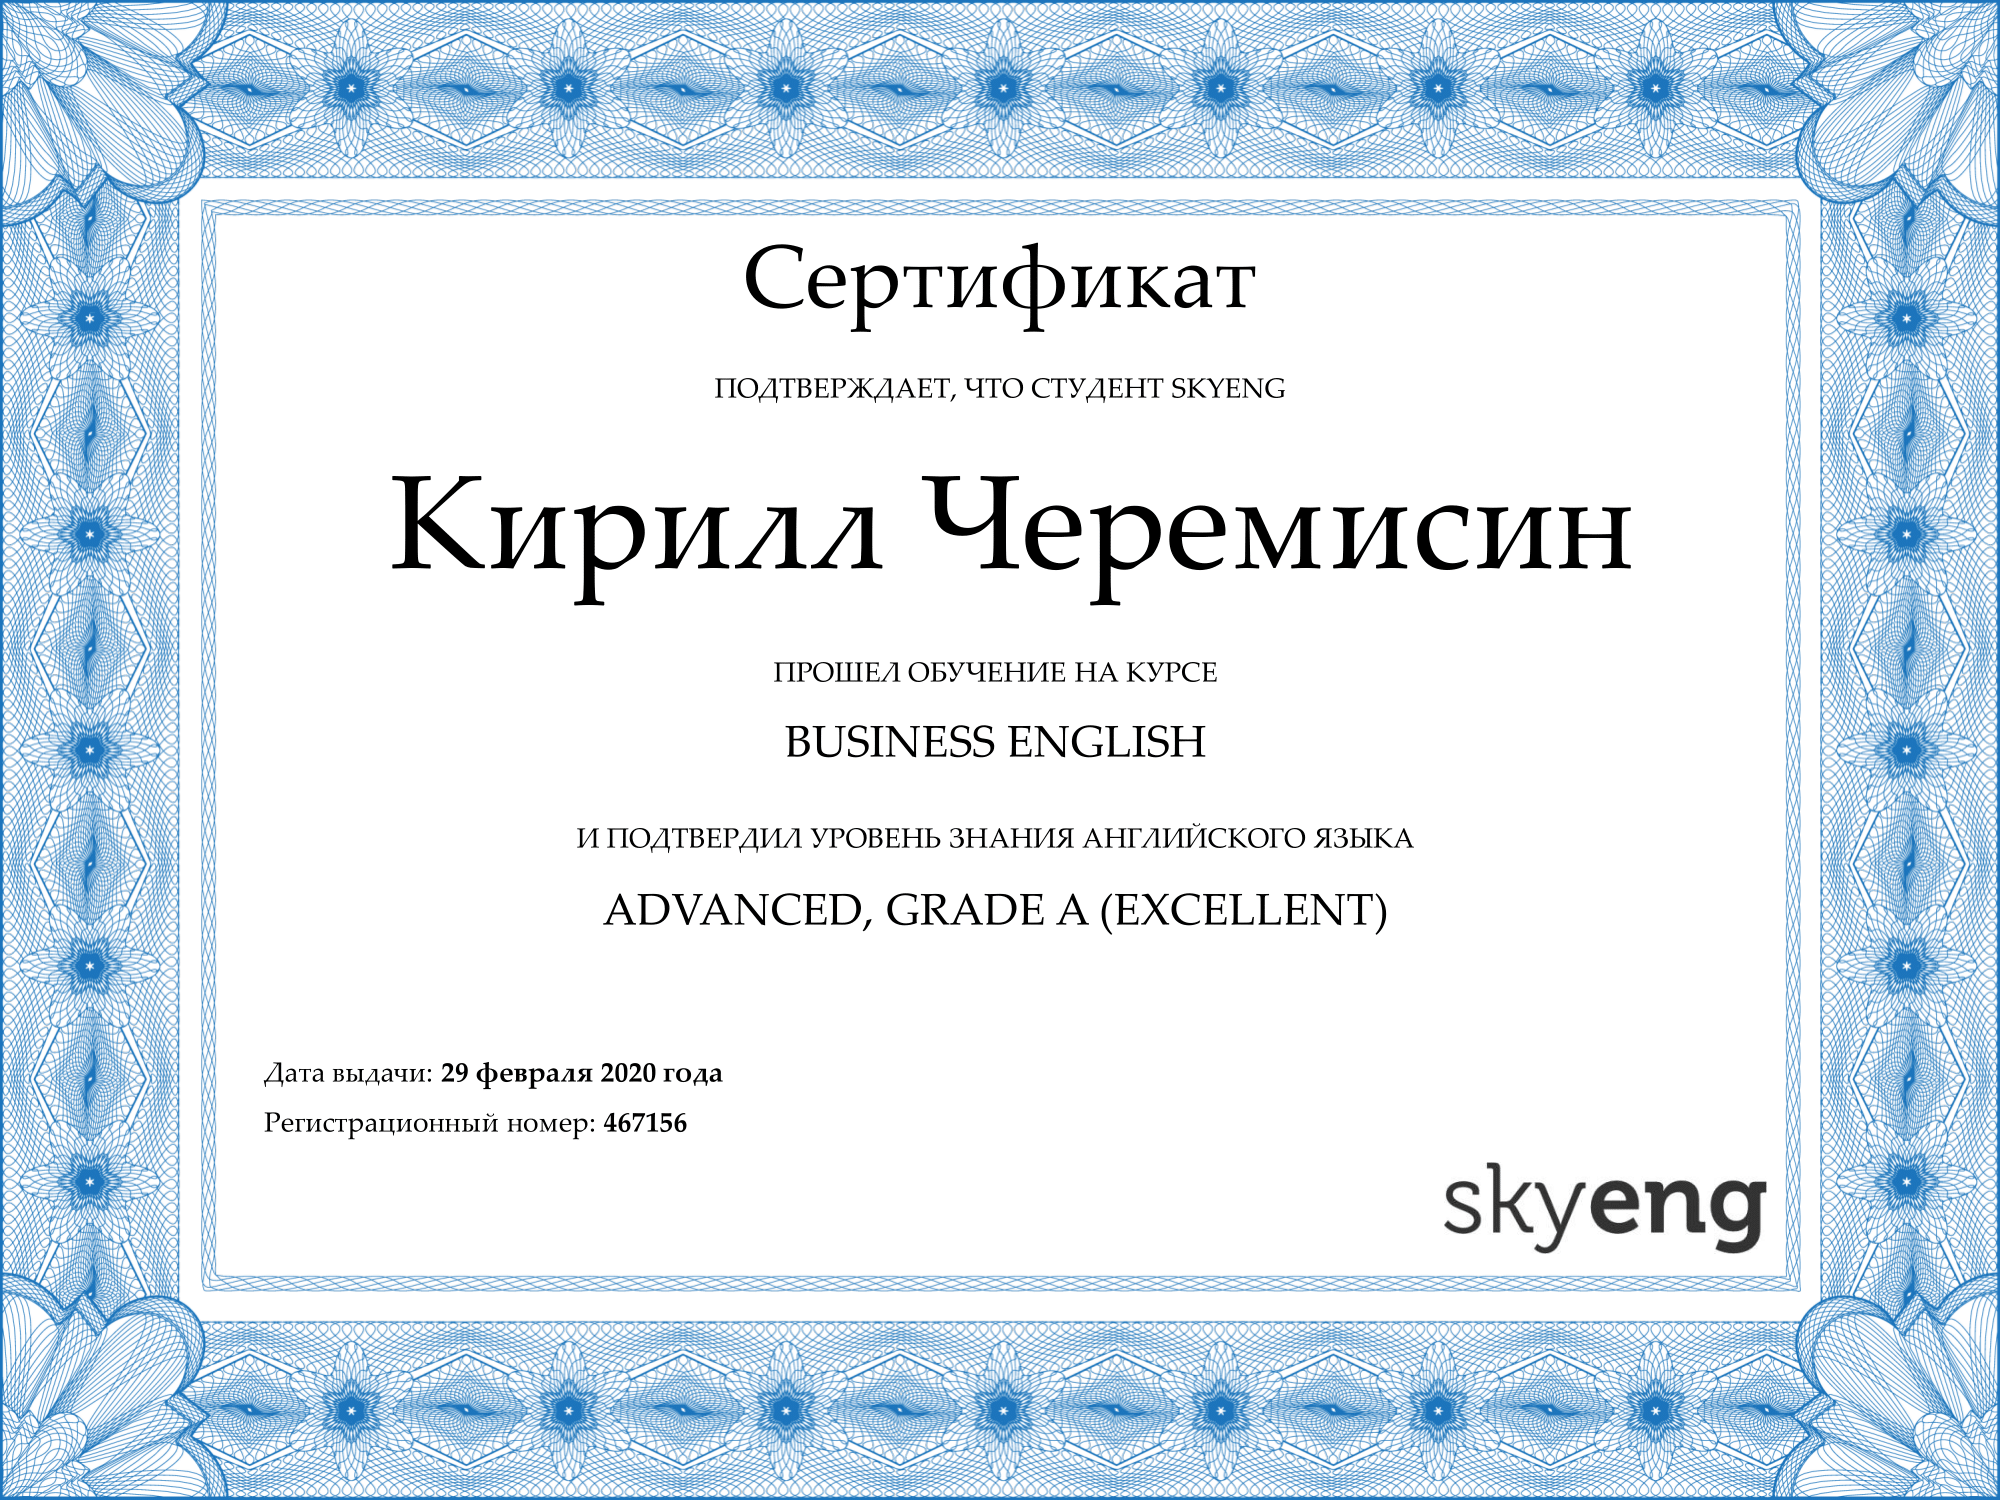 Сертификат
ПОДТВЕРЖДАЕТ, ЧТО СТУДЕНТ SKYENG
Кирилл Черемисин
ПРОШЕЛ ОБУЧЕНИЕ НА КУРСЕ
BUSINESS ENGLISH
И ПОДТВЕРДИЛ УРОВЕНЬ ЗНАНИЯ АНГЛИЙСКОГО ЯЗЫКА
ADVANCED, GRADE A (EXCELLENT)
Дата выдачи: 29 февраля 2020 года
Регистрационный номер: 467156
skyeng